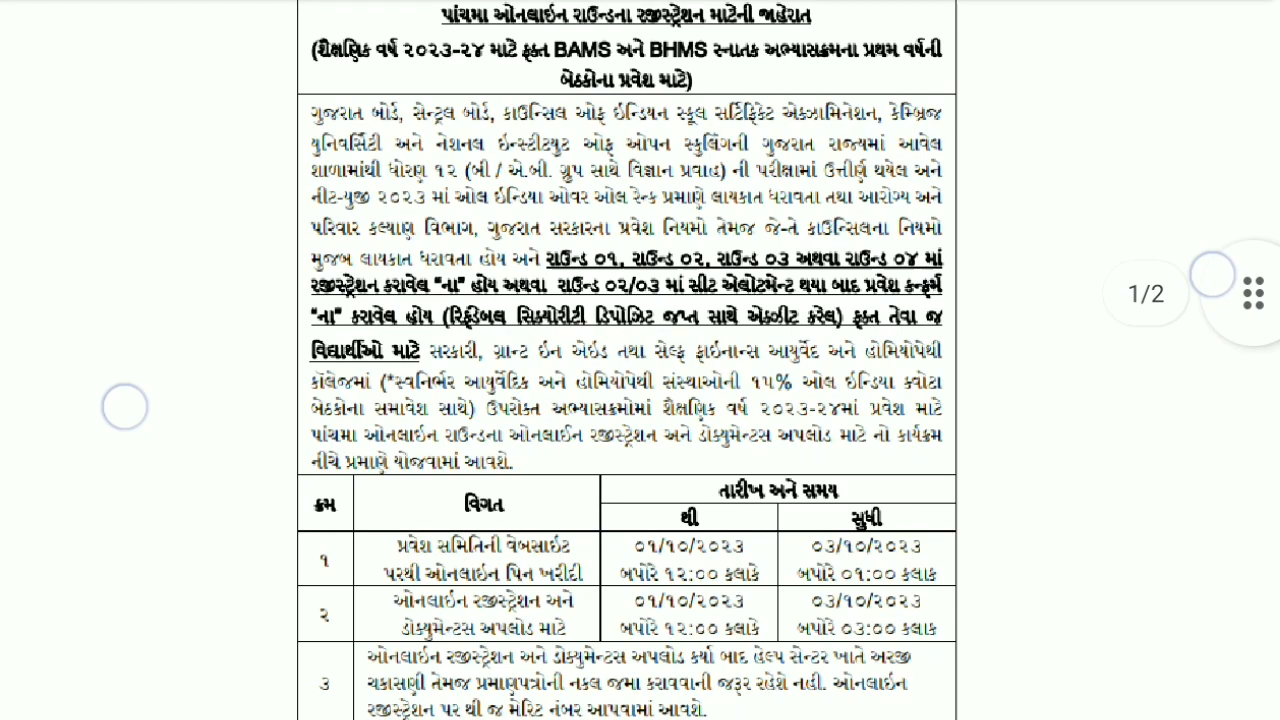 પાંચમા ઓનલાઇન રાઉન્ડના રજીસ્ટ્રેશન માટેની જાહેરાત
(શૈક્ષણિક વર્ષ ૨૦૨૩-૨૪ માટે ફક્ત BAMS અને BHMS સ્નાતક અભ્યાસક્રમના પ્રથમ વર્ષની
બેઠકોના પ્રવેશ માટે)
ગુજરાત બોર્ડ, સેન્ટ્રલ બોર્ડ, કાઉન્સિલ ઓફ ઇન્ડિયન સ્કૂલ સર્ટિફિકેટ એક્ઝામિનેશન, કેમ્બ્રિજ
યુનિવર્સિટી અને નેશનલ ઇન્સ્ટીટયુટ ઓફ ઓપન સ્કુલિંગની ગુજરાત રાજ્યમાં આવેલ
શાળામાંથી ધોરણ ૧૨ (બી / એ.બી. ગ્રુપ સાથે વિજ્ઞાન પ્રવાહ) ની પરીક્ષામાં ઉત્તીર્ણ થયેલ અને
નીટ-યુજી ૨૦૨૩ માં ઓલ ઇન્ડિયા ઓવર ઓલ રેન્ક પ્રમાણે લાયકાત ધરાવતા તથા આરોગ્ય અને
પરિવાર કલ્યાણ વિભાગ, ગુજરાત સરકારના પ્રવેશ નિયમો તેમજ જે-તે કાઉન્સિલના નિયમો
મુજબ લાયકાત ધરાવતા હોય અને રાઉન્ડ ૦૧, રાઉન્ડ ૦૨, રાઉન્ડ ૦૩ અથવા રાઉન્ડ ૦૪ માં
રજીસ્ટ્રેશન કરાવેલ "ના" હોય અથવા રાઉન્ડ ૦૨/૦૩ માં સીટ એલોટમેન્ટ થયા બાદ પ્રવેશ કન્ફર્મ
"ના" કરાવેલ હોય (રિફંડેબલ સિક્યોરીટી ડિપોઝિટ જપ્ત સાથે એક્ઝીટ કરેલ) ફક્ત તેવા જ
વિદ્યાર્થીઓ માટે સરકારી, ગ્રાન્ટ ઇન એઇડ તથા સેલ્ફ ફાઇનાન્સ આયુર્વેદ અને હોમિયોપેથી
કૉલેજમાં (*સ્વનિર્ભર આયુર્વેદિક અને હોમિયોપેથી સંસ્થાઓની ૧૫% ઓલ ઇન્ડિયા ક્વોટા
બેઠકોના સમાવેશ સાથે) ઉપરોક્ત અભ્યાસક્રમોમાં શૈક્ષણિક વર્ષ ૨૦૨૩-૨૪માં પ્રવેશ માટે
પાંચમા ઓનલાઇન રાઉન્ડના ઓનલાઈન રજીસ્ટ્રેશન અને ડોક્યુમેન્ટસ અપલોડ માટે નો કાર્યક્રમ
નીચે પ્રમાણે યોજવામાં આવશે.
ક્રમ વિગત તારીખ અને સમય
થી સુધી
૧ પ્રવેશ સમિતિની વેબસાઇટ ૦૧/૧૦/૨૦૨૩ ૦૩/૧૦/૨૦૨૩
પરથી ઓનલાઇન પિન ખરીદી બપોરે ૧૨:૦૦ કલાકે બપોરે ૦૧:૦૦ કલાક
૨ ઓનલાઇન રજીસ્ટ્રેશન અને ૦૧/૧૦/૨૦૨૩ ૦૩/૧૦/૨૦૨૩
ડોક્યુમેન્ટસ અપલોડ માટે બપોરે ૧૨:૦૦ કલાકે બપોરે ૦૩:૦૦ કલાક
૩ ઓનલાઇન રજીસ્ટ્રેશન અને ડોક્યુમેન્ટસ અપલોડ કર્યા બાદ હેલ્પ સેન્ટર ખાતે અરજી
ચકાસણી તેમજ પ્રમાણપત્રોની નકલ જમા કરાવવાની જરૂર રહેશે નહી. ઓનલાઇન
રજીસ્ટ્રેશન પર થી જ મેરિટ નંબર આપવામાં આવશે.
1/2